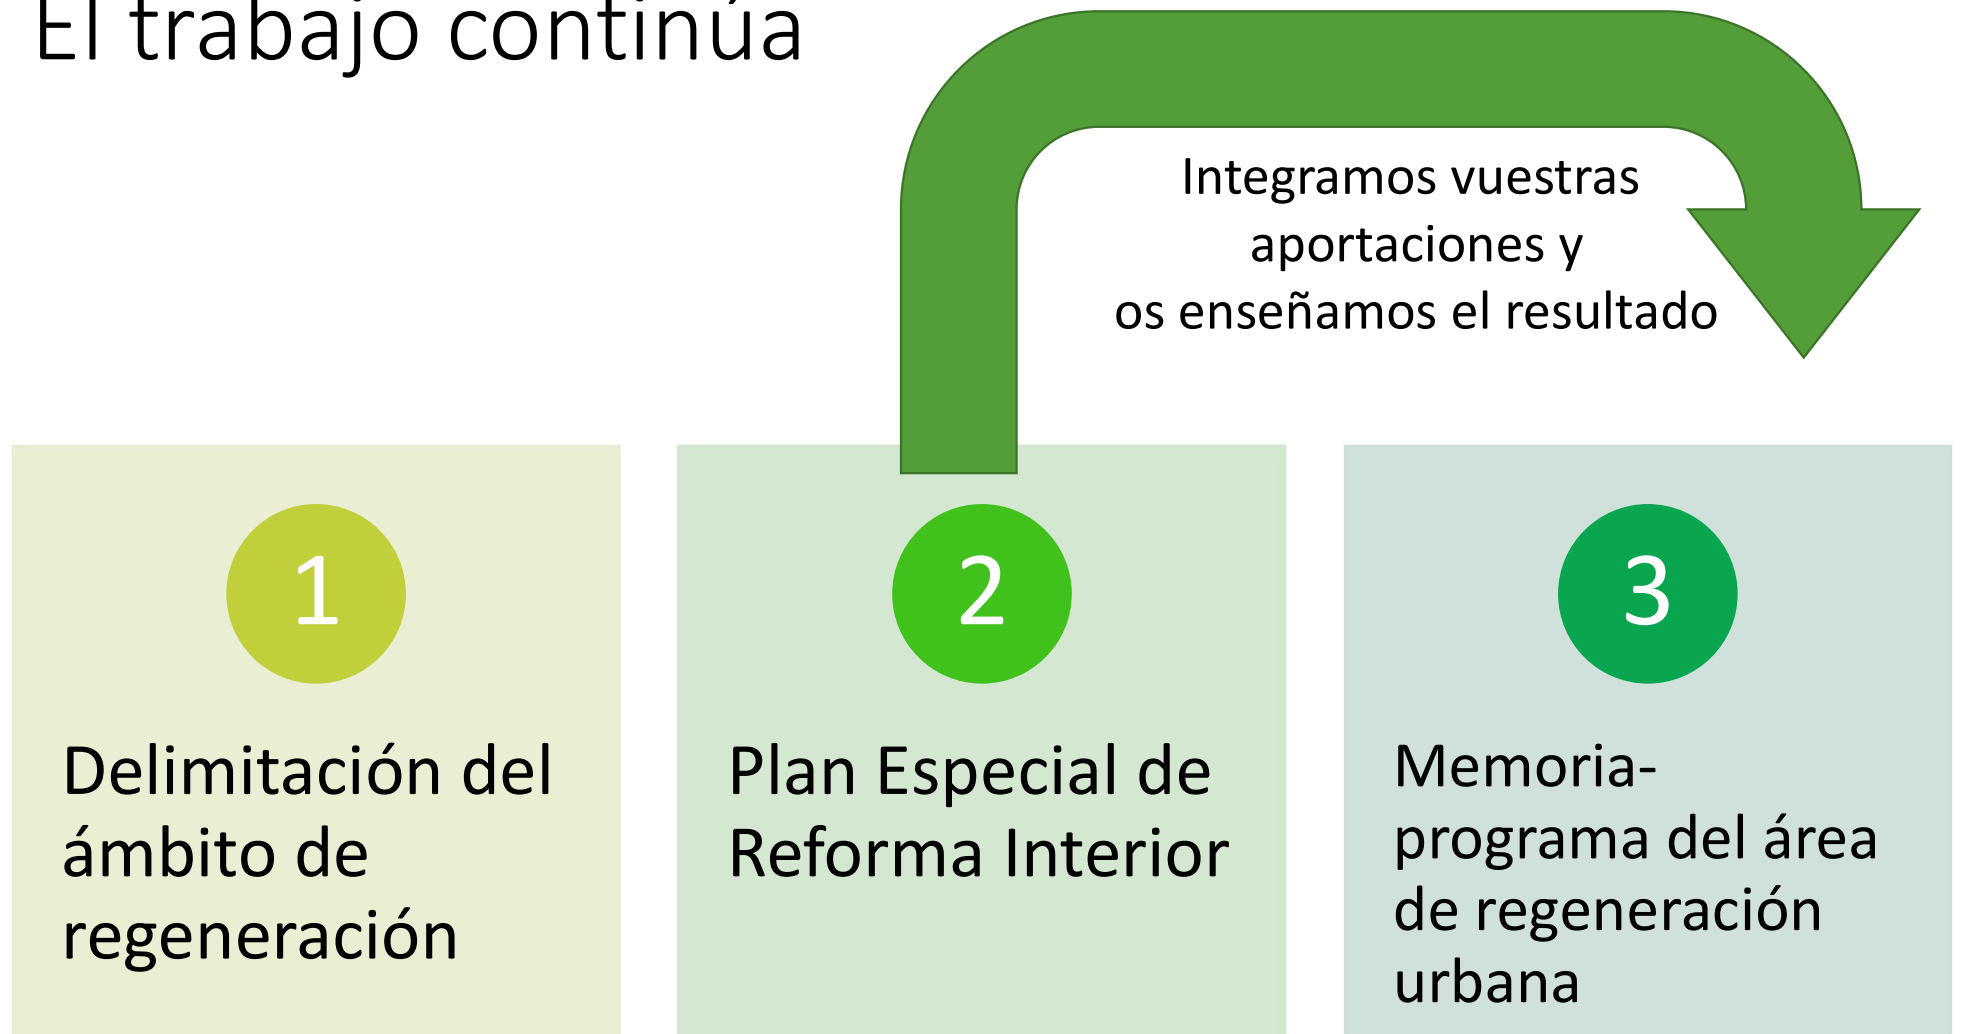 El trabajo continúa
Integramos vuestras
aportaciones y
os enseñamos el resultado
1
Delimitación del
ámbito de
regeneración
2
Plan Especial de
Reforma Interior
3
Memoria-
programa del área
de regeneración
urbana